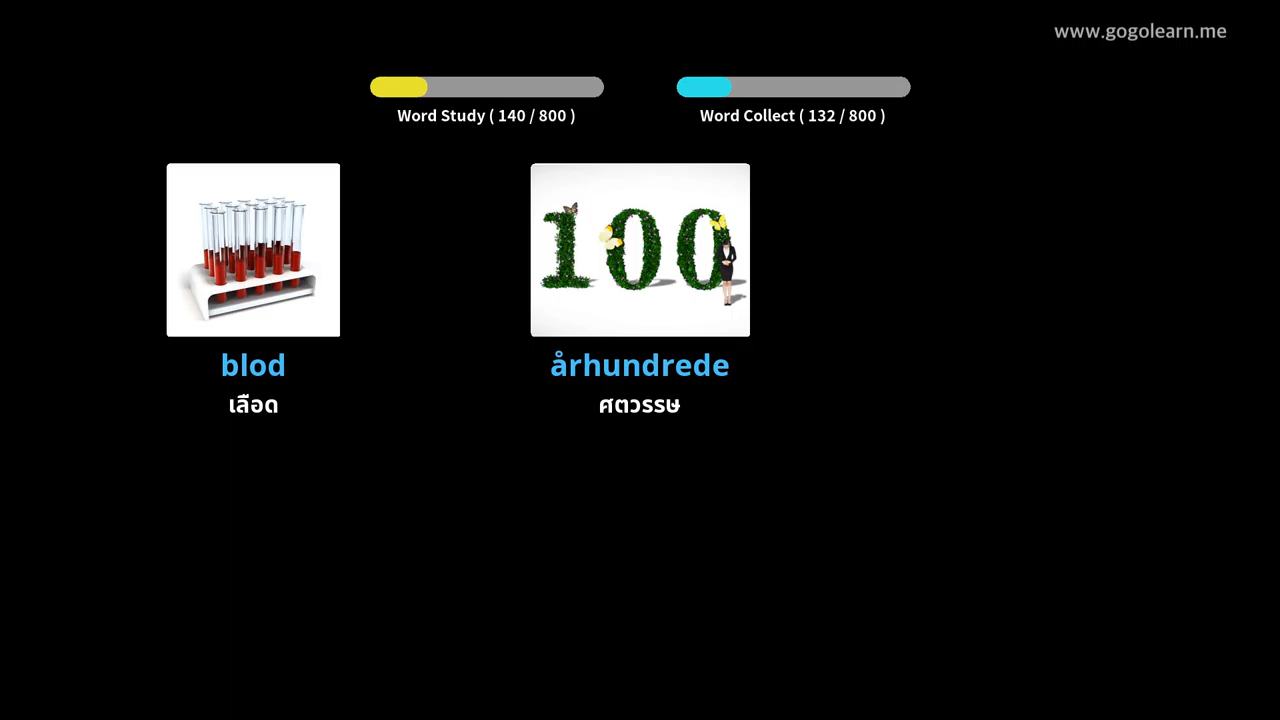 www.gogolearn.me
Word Study ( 140 / 800 )
Word Collect ( 132 / 800 )
100
blod
århundrede
เลือด
ศตวรรษ